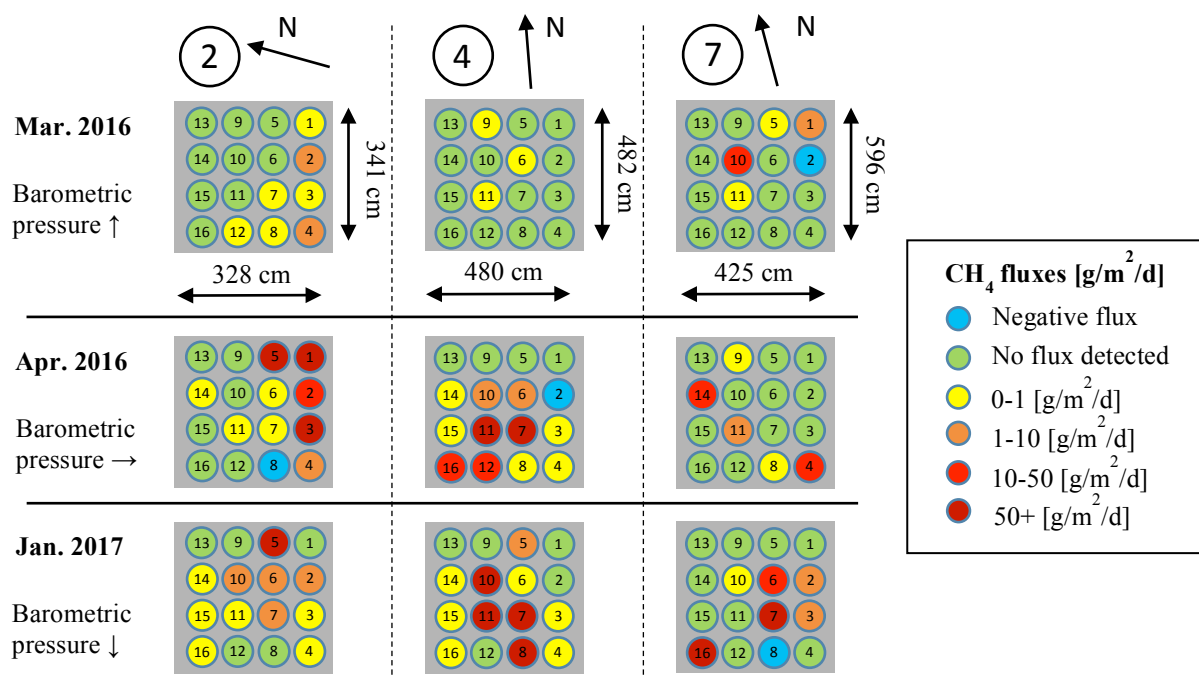 2 N 4 N 7 N
Mar. 2016
Barometric
pressure ↑
13 9 5 1 13 9 5 1 13 9 5 1
14 10 6 2 14 10 6 2 14 10 6 2
15 11 7 3 15 11 7 3 15 11 7 3
16 12 8 4 16 12 8 4 16 12 8 4
341 cm 482 cm 596 cm
328 cm 480 cm 425 cm
Apr. 2016
Barometric
pressure →
13 9 5 1 13 9 5 1 13 9 5 1
14 10 6 2 14 10 6 2 14 10 6 2
15 11 7 3 15 11 7 3 15 11 7 3
16 12 8 4 16 12 8 4 16 12 8 4
Jan. 2017
Barometric
pressure ↓
13 9 5 1 13 9 5 1 13 9 5 1
14 10 6 2 14 10 6 2 14 10 6 2
15 11 7 3 15 11 7 3 15 11 7 3
16 12 8 4 16 12 8 4 16 12 8 4
CH₄ fluxes [g/m²/d]
Negative flux
No flux detected
0-1 [g/m²/d]
1-10 [g/m²/d]
10-50 [g/m²/d]
50+ [g/m²/d]